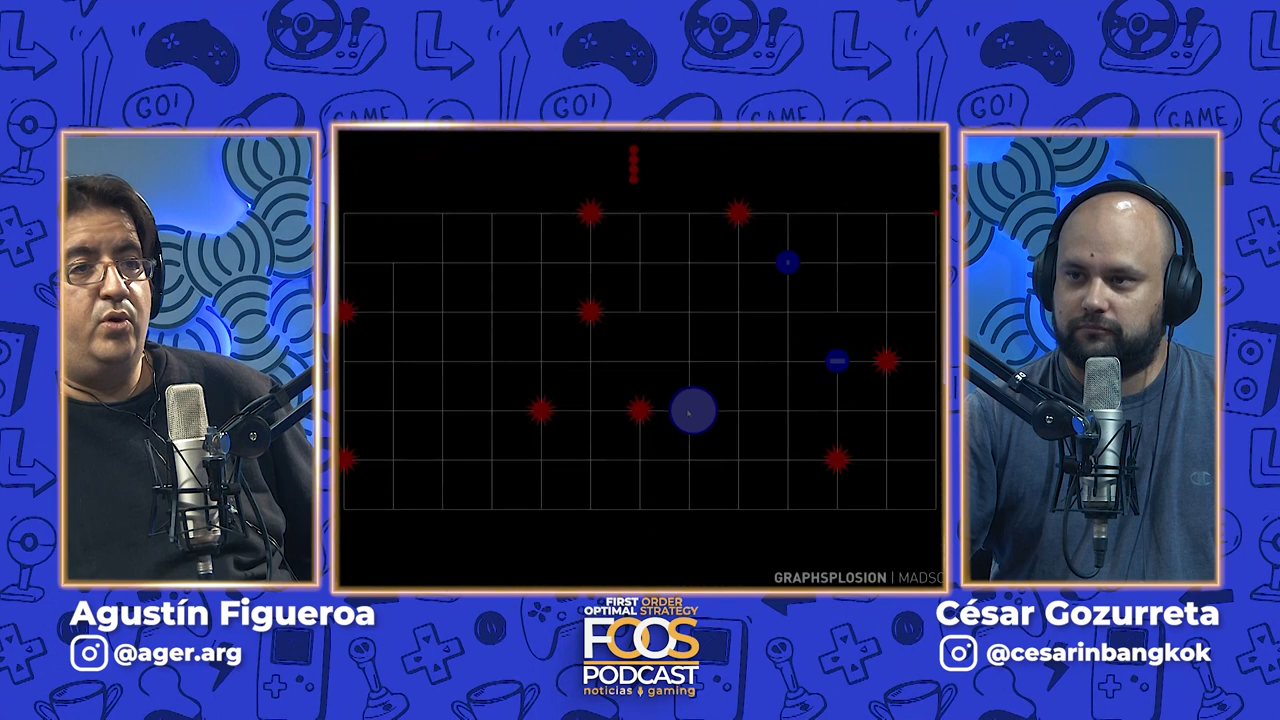 GO!
GAME
GO!
GO!
GAME
GRAPHSPLOSION | MADSC
Agustín Figueroa
@ager.arg
FIRST ORDER
OPTIMAL STRATEGY
FOOS
PODCAST
noticias gaming
César Gozurreta
@cesarinbangkok